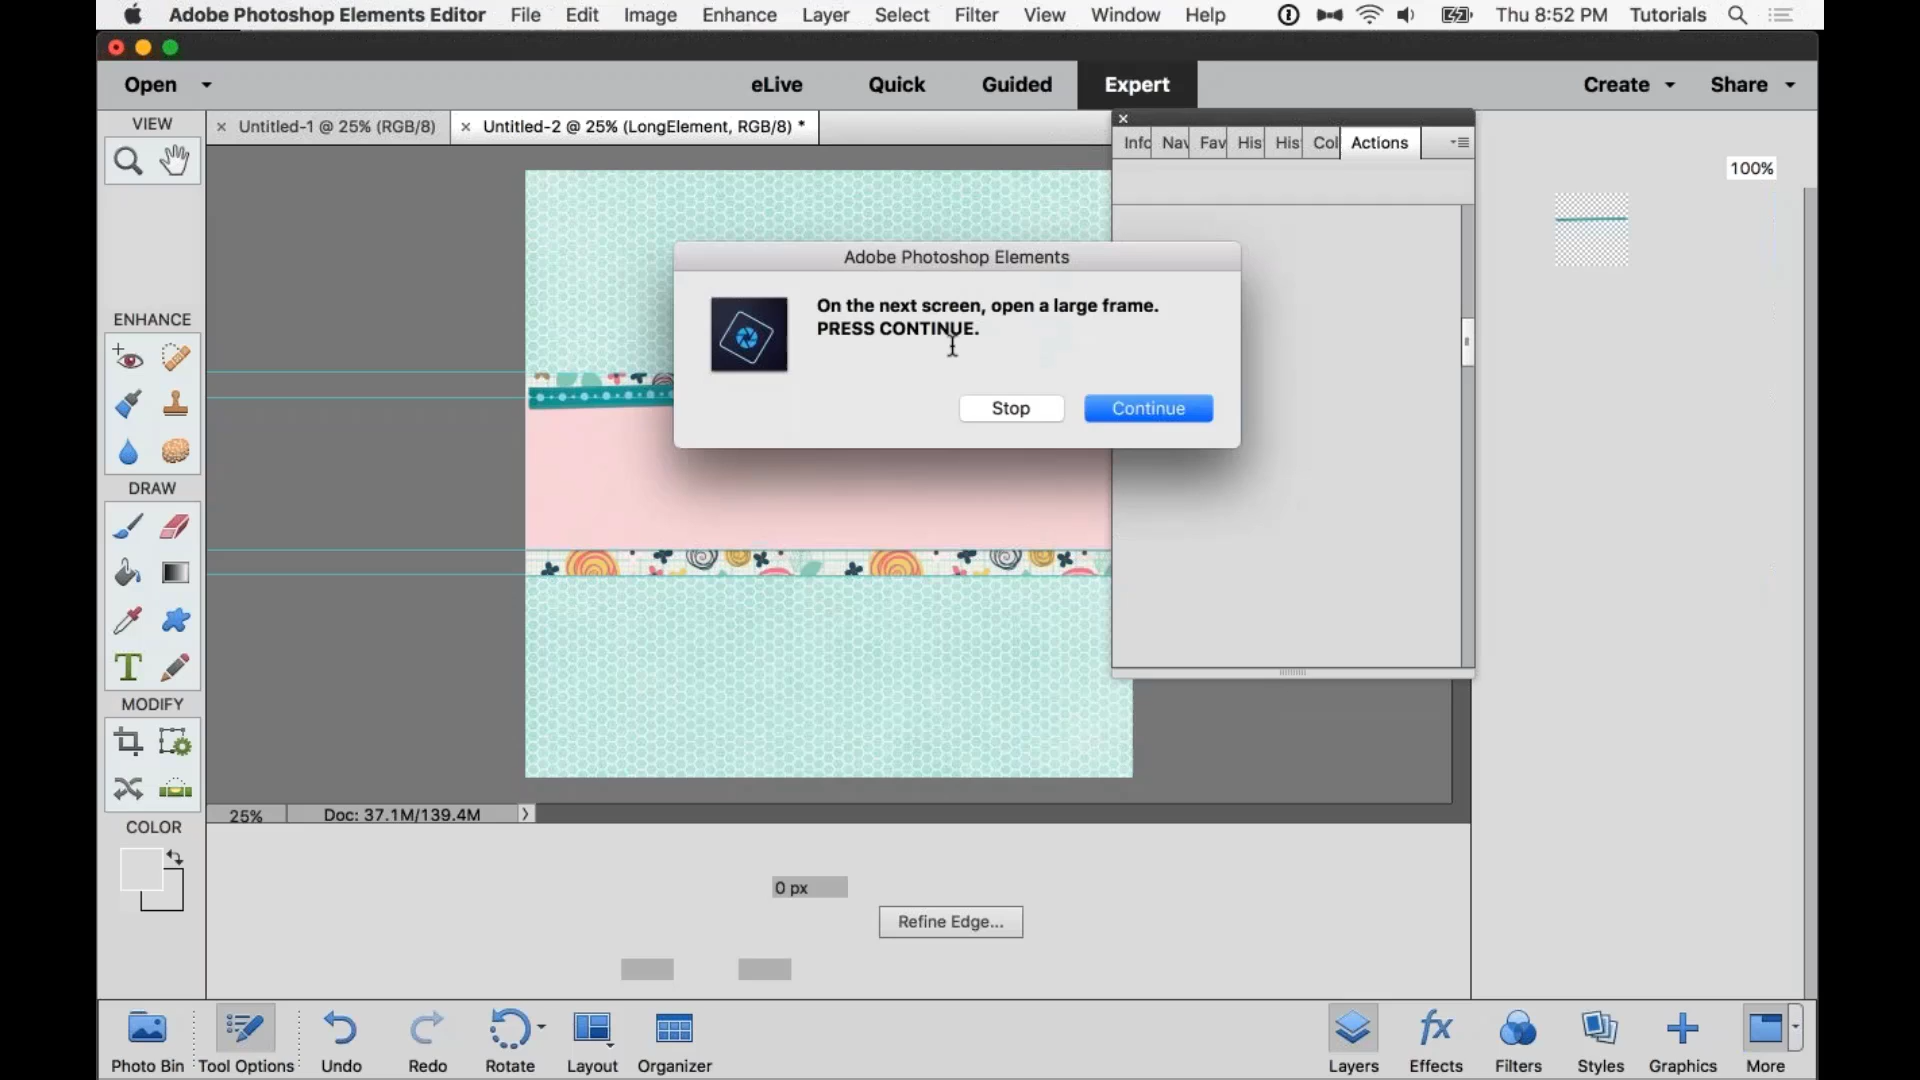 Adobe Photoshop Elements Editor File Edit Image Enhance Layer Select Filter View Window Help Thu 8:52 PM Tutorials
Open eLive Quick Guided Expert Create Share
VIEW
× Untitled-1 @ 25% (RGB/8) × Untitled-2 @ 25% (LongElement, RGB/8) *
Info Nav Fav His His Col Actions
100%
Adobe Photoshop Elements
On the next screen, open a large frame.
PRESS CONTINUE.
Stop Continue
ENHANCE
DRAW
MODIFY
COLOR
25% Doc: 37.1M/139.4M
0 px
Refine Edge...
Photo Bin Tool Options Undo Redo Rotate Layout Organizer Layers Effects Filters Styles Graphics More